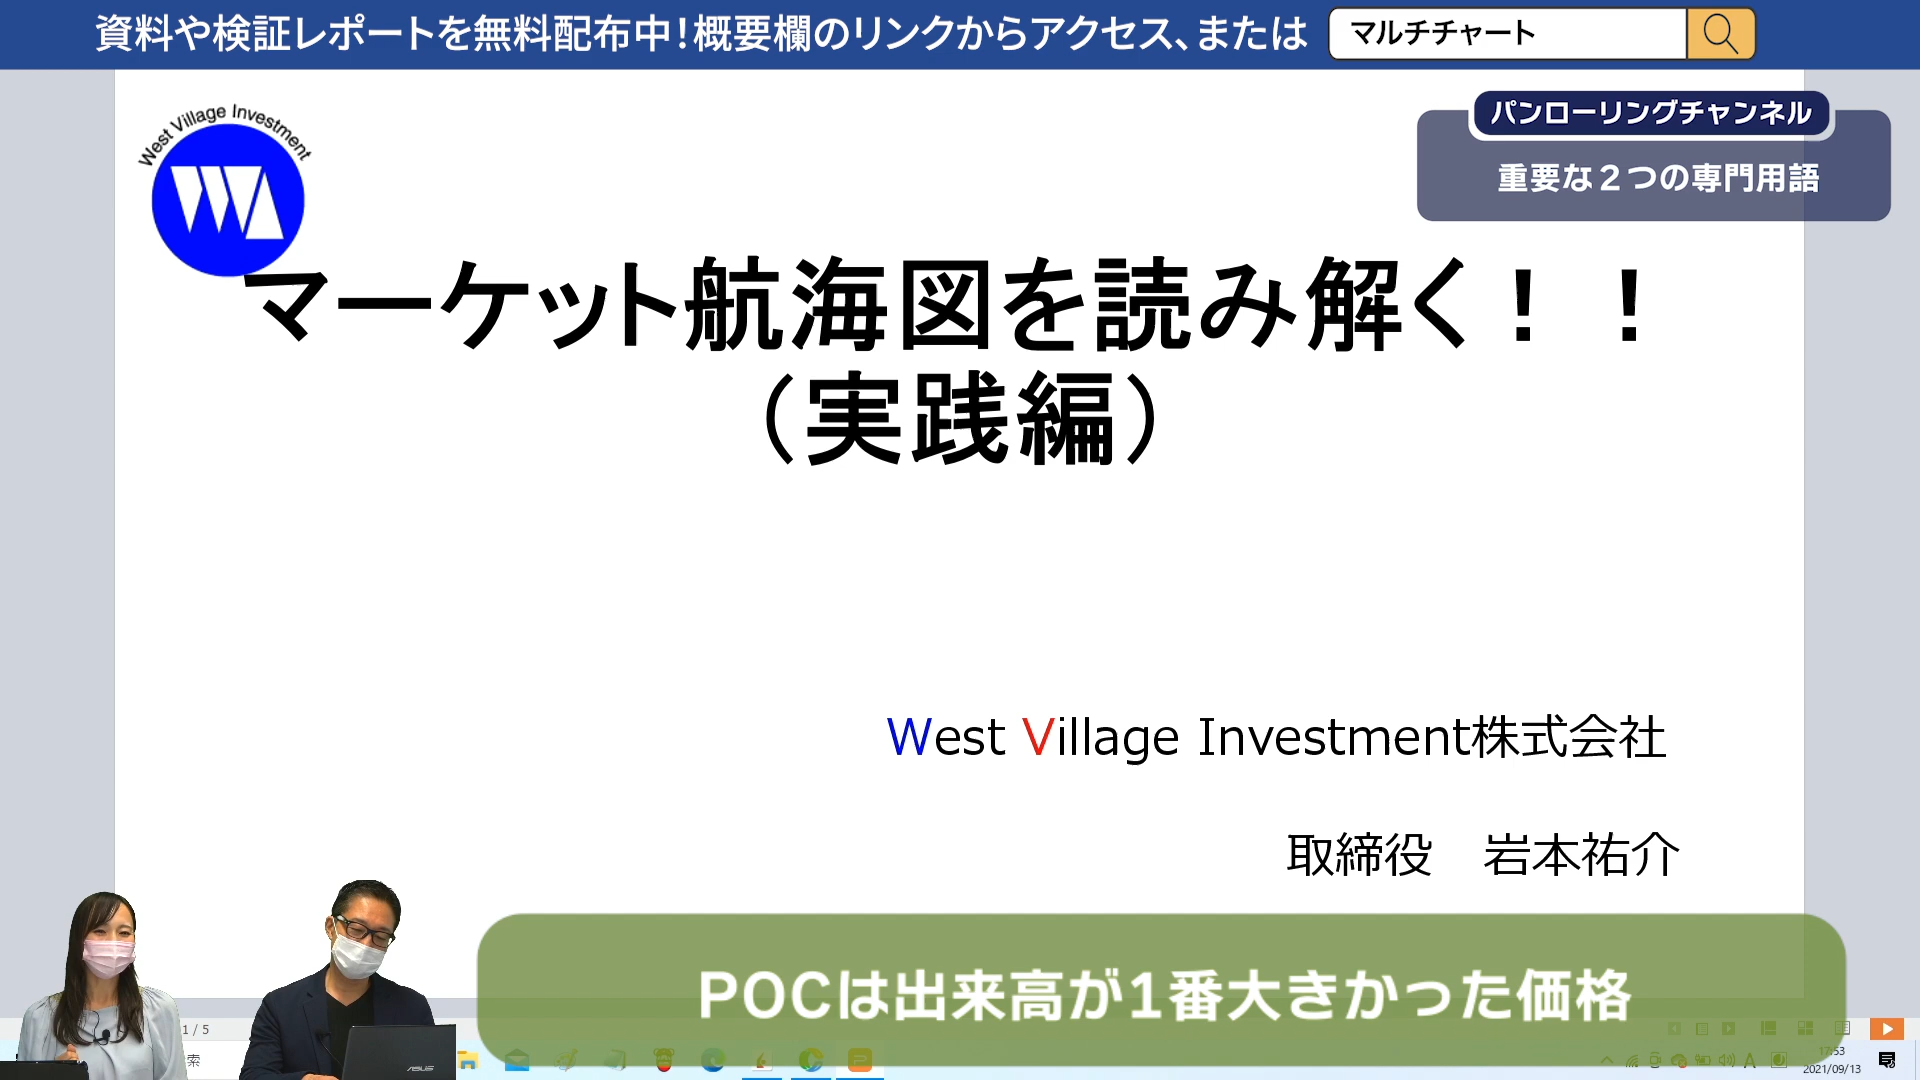 資料や検証レポートを無料配布中！概要欄のリンクからアクセス、または
マルチチャート
West Village Investment
パンローリングチャンネル
重要な２つの専門用語
マーケット航海図を読み解く！！
（実践編）
West Village Investment株式会社
取締役　岩本祐介
POCは出来高が1番大きかった価格
1 / 5
索
ASUS
A
17:53
2021/09/13